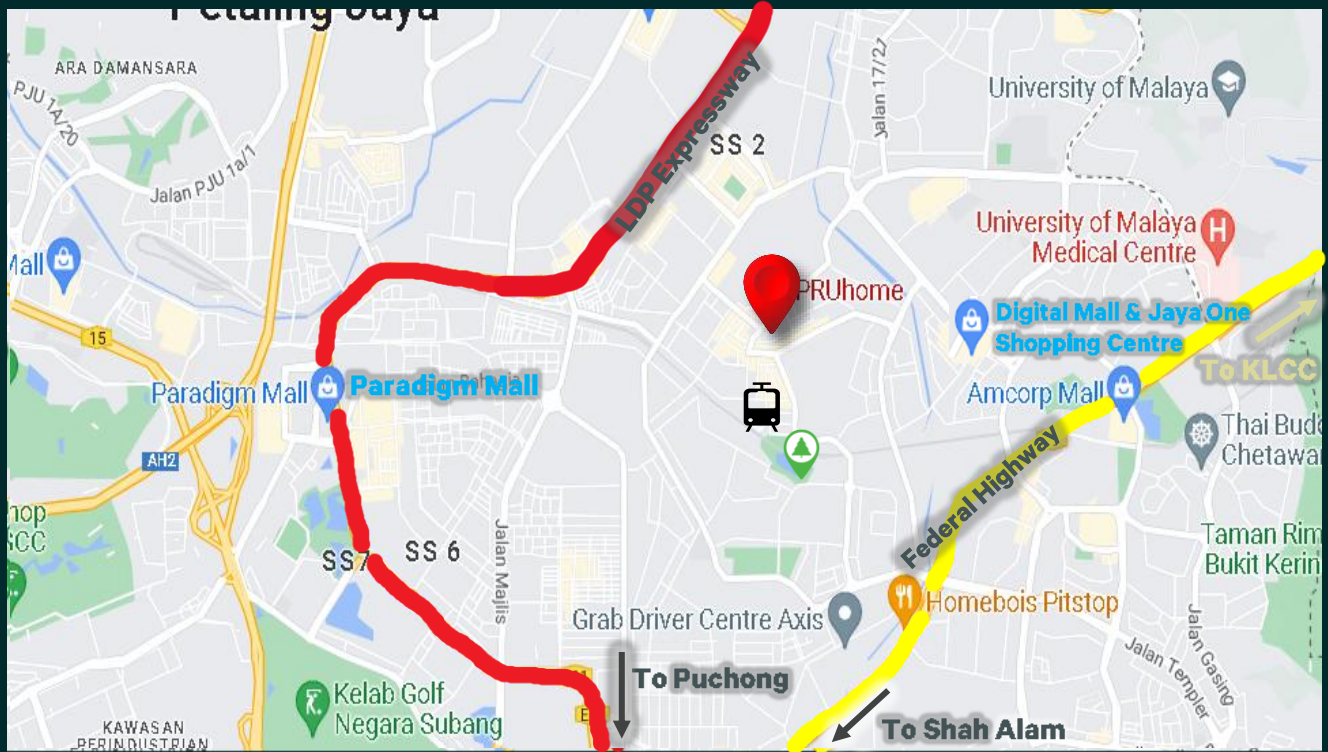 Petaling Jaya
ARA DAMANSARA
PJU 1A/20
Jalan PJU 1a/1
LDP Expressway
SS 2
Jalan 17/27
University of Malaya
University of Malaya
Medical Centre
PRUhome
Mall
15
Digital Mall & Jaya One
Shopping Centre
To KLCC
Paradigm Mall
Paradigm Mall
Amcorp Mall
Thai Budd
Chetawa
AH2
Federal Highway
SS7
SS 6
Jalan Majlis
Taman Rim
Bukit Kerin
Homebois Pitstop
Grab Driver Centre Axis
Jalan Gasing
Jalan Templer
To Puchong
Kelab Golf
Negara Subang
To Shah Alam
KAWASAN
PERINDUSTRIAN